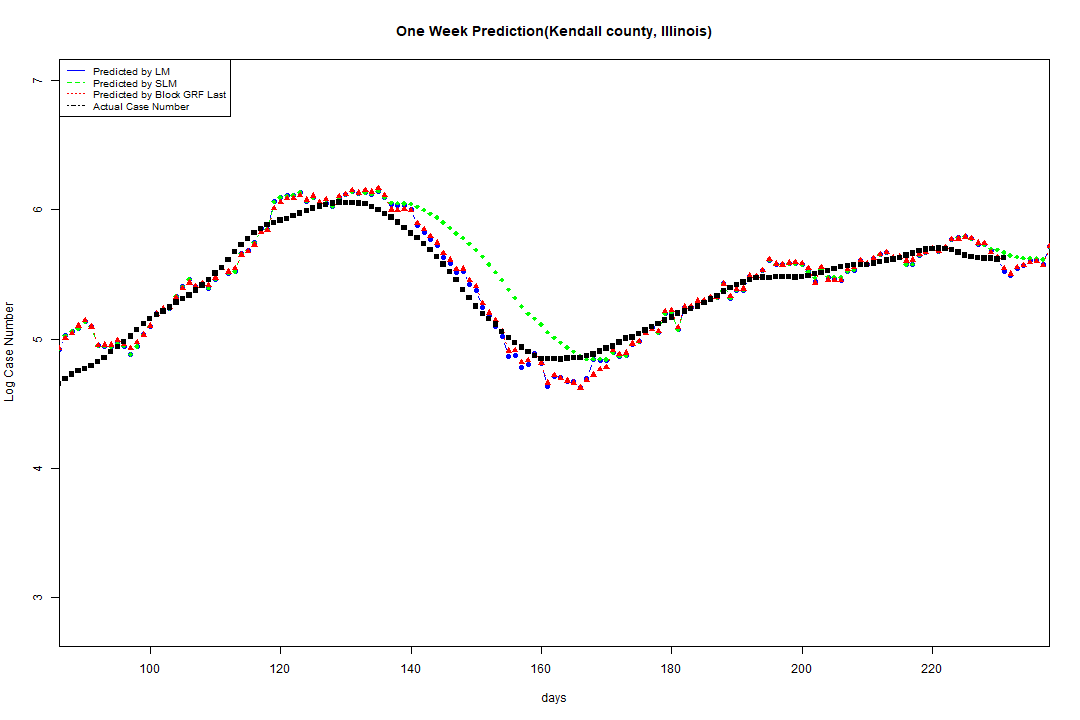 One Week Prediction(Kendall county, Illinois)
Predicted by LM
Predicted by SLM
Predicted by Block GRF Last
Actual Case Number
7
6
5
4
3
Log Case Number
100 120 140 160 180 200 220
days